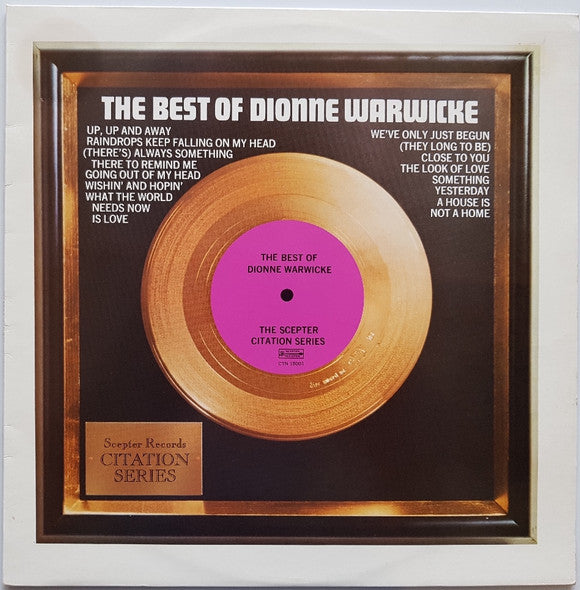 THE BEST OF DIONNE WARWICKE
UP, UP AND AWAY
RAINDROPS KEEP FALLING ON MY HEAD
(THERE'S) ALWAYS SOMETHING
THERE TO REMIND ME
GOING OUT OF MY HEAD
WISHIN' AND HOPIN'
WHAT THE WORLD
NEEDS NOW
IS LOVE
WE'VE ONLY JUST BEGUN
(THEY LONG TO BE)
CLOSE TO YOU
THE LOOK OF LOVE
SOMETHING
YESTERDAY
A HOUSE IS
NOT A HOME
THE BEST OF
DIONNE WARWICKE
THE SCEPTER
CITATION SERIES
Scepter Records
CITATION
SERIES